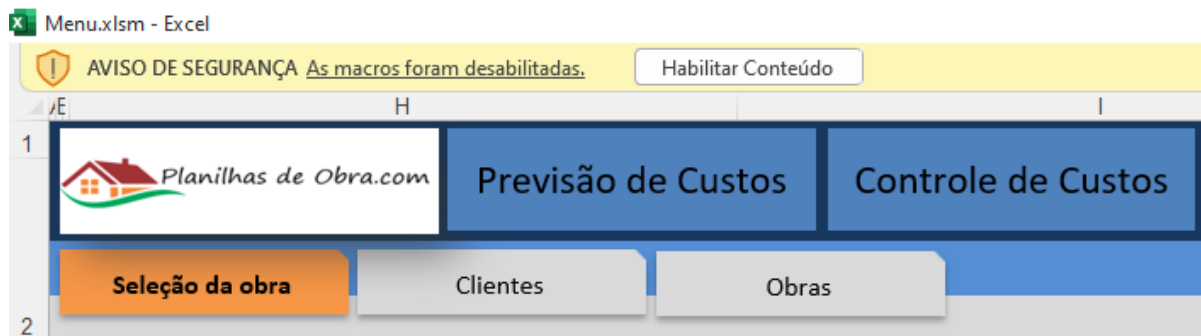 Menu.xlsm - Excel
AVISO DE SEGURANÇA As macros foram desabilitadas. Habilitar Conteúdo
E H I
1
Planilhas de Obra.com Previsão de Custos Controle de Custos
Seleção da obra Clientes Obras
2